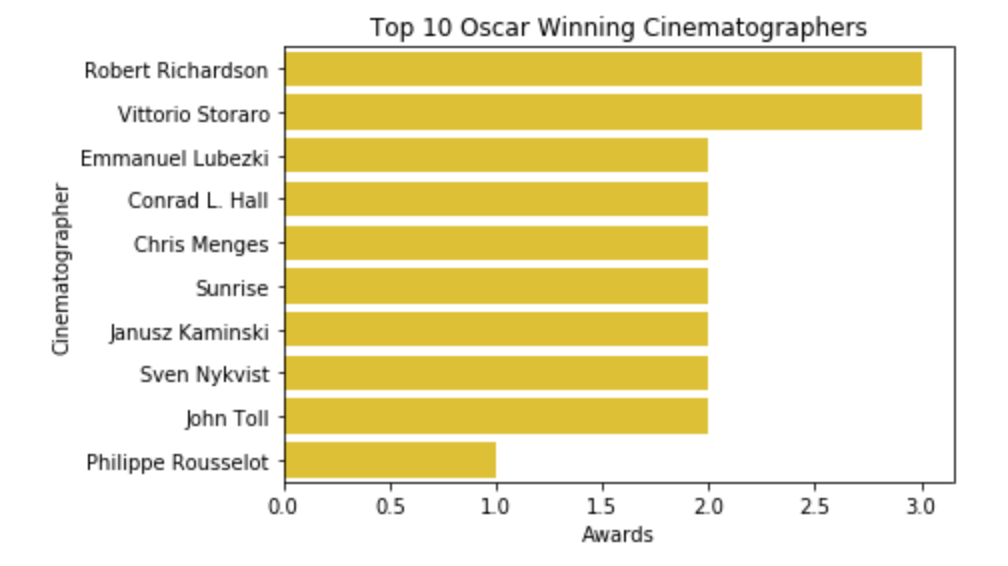 Top 10 Oscar Winning Cinematographers
Cinematographer
Robert Richardson
Vittorio Storaro
Emmanuel Lubezki
Conrad L. Hall
Chris Menges
Sunrise
Janusz Kaminski
Sven Nykvist
John Toll
Philippe Rousselot
0.0 0.5 1.0 1.5 2.0 2.5 3.0
Awards